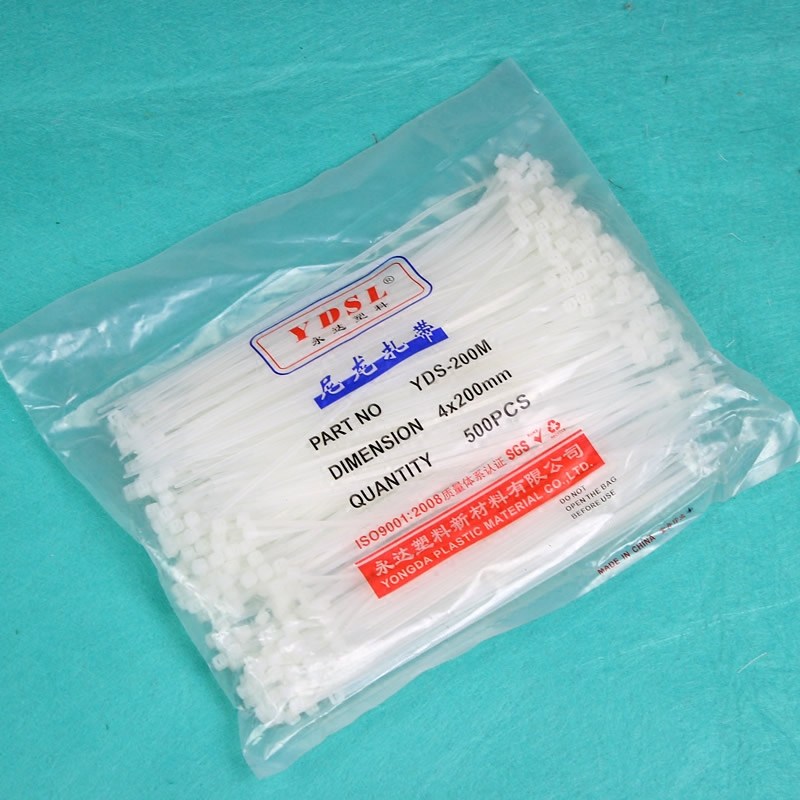 YDSL®
永达塑料
尼龙扎带
PART NO YDS-200M
DIMENSION 4x200mm
QUANTITY 500PCS
ISO9001:2008质量体系认证 SGS
永达塑料新材料有限公司
YONGDA PLASTIC MATERIAL CO.,LTD.
DO NOT
OPEN THE BAG
BEFORE USE
MADE IN CHINA